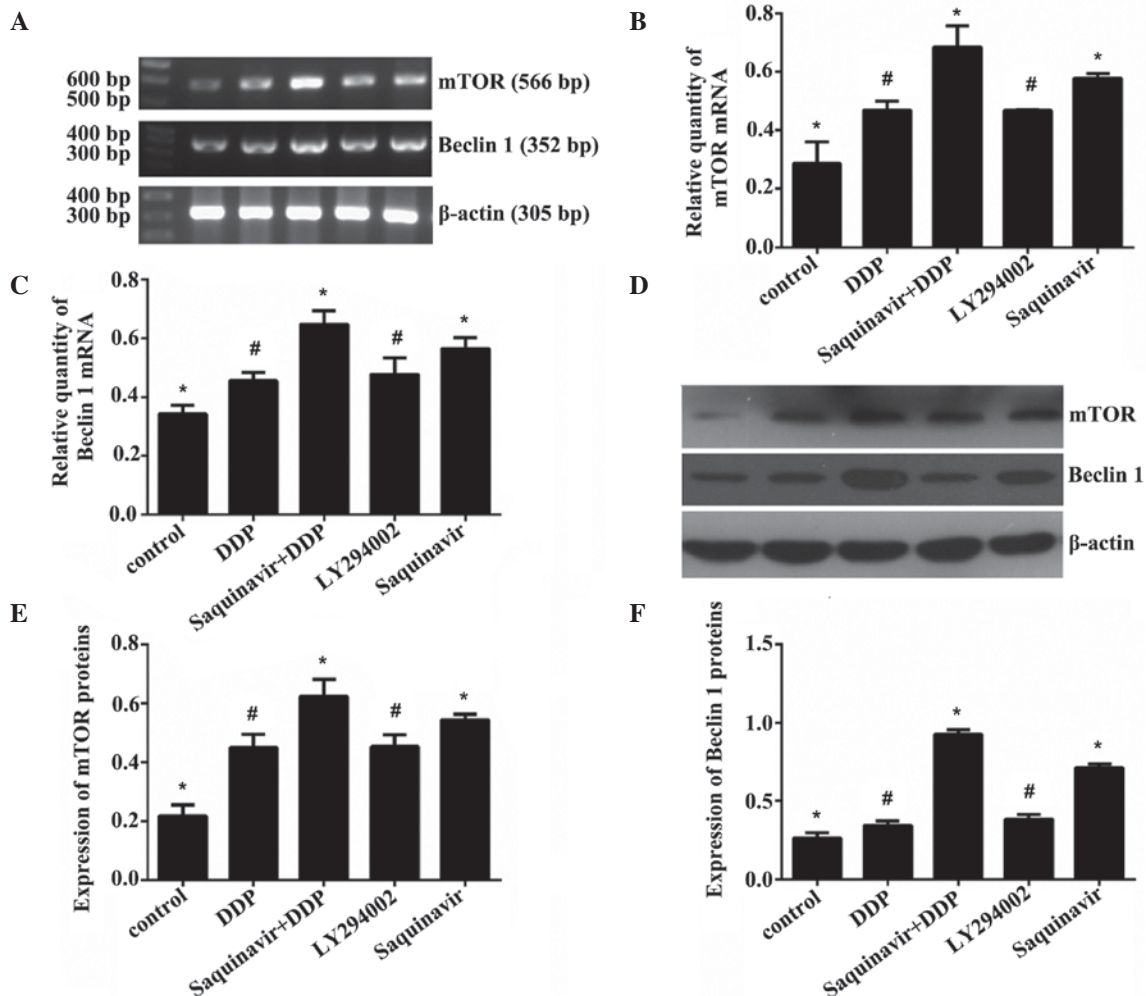 A
600 bp
500 bp
mTOR (566 bp)
400 bp
300 bp
Beclin 1 (352 bp)
400 bp
300 bp
β-actin (305 bp)
B
Relative quantity of
mTOR mRNA
0.8
0.6
0.4
0.2
0.0
* # * # *
control DDP Saquinavir+DDP LY294002 Saquinavir
C
Relative quantity of
Beclin 1 mRNA
0.8
0.6
0.4
0.2
0.0
* # * # *
control DDP Saquinavir+DDP LY294002 Saquinavir
D
mTOR
Beclin 1
β-actin
E
Expression of mTOR proteins
0.8
0.6
0.4
0.2
0.0
* # * # *
control DDP Saquinavir+DDP LY294002 Saquinavir
F
Expression of Beclin 1 proteins
1.5
1.0
0.5
0.0
* # * # *
control DDP Saquinavir+DDP LY294002 Saquinavir